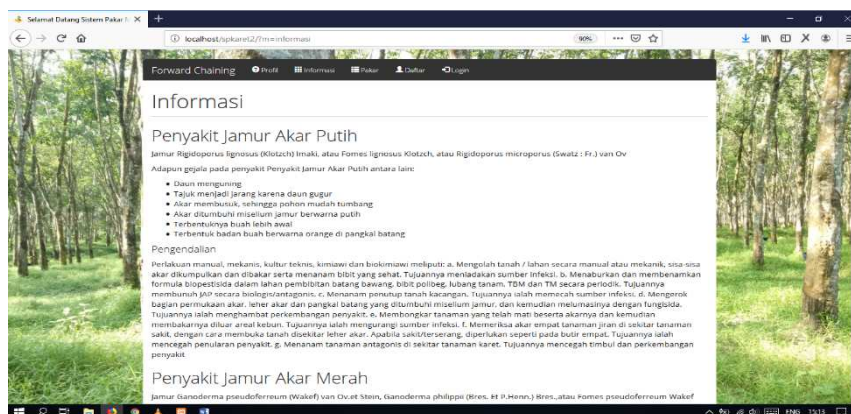 Selamat Datang Sistem Pakar
localhost/spkaret2/?m=informasi
90%
Forward Chaining Profil Informasi Pakar Daftar Login
Informasi
Penyakit Jamur Akar Putih
Jamur Rigidoporus lignosus (Klotzch) Imaki, atau Fomes lignosus Klotzch, atau Rigidoporus microporus (Swatz : Fr.) van Ov
Adapun gejala pada penyakit Penyakit Jamur Akar Putih antara lain:
Daun menguning
Tajuk menjadi jarang karena daun gugur
Akar membusuk, sehingga pohon mudah tumbang
Akar ditumbuhi miselium jamur berwarna putih
Terbentuknya buah lebih awal
Terbentuk badan buah berwarna orange di pangkal batang
Pengendalian
Perlakuan manual, mekanis, kultur teknis, kimiawi dan biokimiawi meliputi: a. Mengolah tanah / lahan secara manual atau mekanik, sisa-sisa
akar dikumpulkan dan dibakar serta menanam bibit yang sehat. Tujuannya meniadakan sumber infeksi. b. Menaburkan dan membenamkan
formula biopestisida dalam lahan pembibitan batang bawang, bibit polibeg, lubang tanam, TBM dan TM secara periodik. Tujuannya
membunuh JAP secara biologis/antagonis. c. Menanam penutup tanah kacangan. Tujuannya ialah memecah sumber infeksi. d. Mengerok
bagian permukaan akar, leher akar dan pangkal batang yang ditumbuhi miselium jamur, dan kemudian melumasinya dengan fungisida.
Tujuannya ialah menghambat perkembangan penyakit. e. Membongkar tanaman yang telah mati beserta akarnya dan kemudian
membakarnya diluar areal kebun. Tujuannya ialah mengurangi sumber infeksi. f. Memeriksa akar empat tanaman jiran di sekitar tanaman
sakit, dengan cara membuka tanah disekitar leher akar. Apabila sakit/terserang, diperlukan seperti pada butir empat. Tujuannya ialah
mencegah penularan penyakit. g. Menanam tanaman antagonis di sekitar tanaman karet. Tujuannya mencegah timbul dan perkembangan
penyakit
Penyakit Jamur Akar Merah
Jamur Ganoderma pseudoferreum (Wakef) van Ov.et Stein, Ganoderma philippe (Bres. Et P.Henn.) Bres.,atau Fomes pseudoferreum Wakef
ENG 15:15